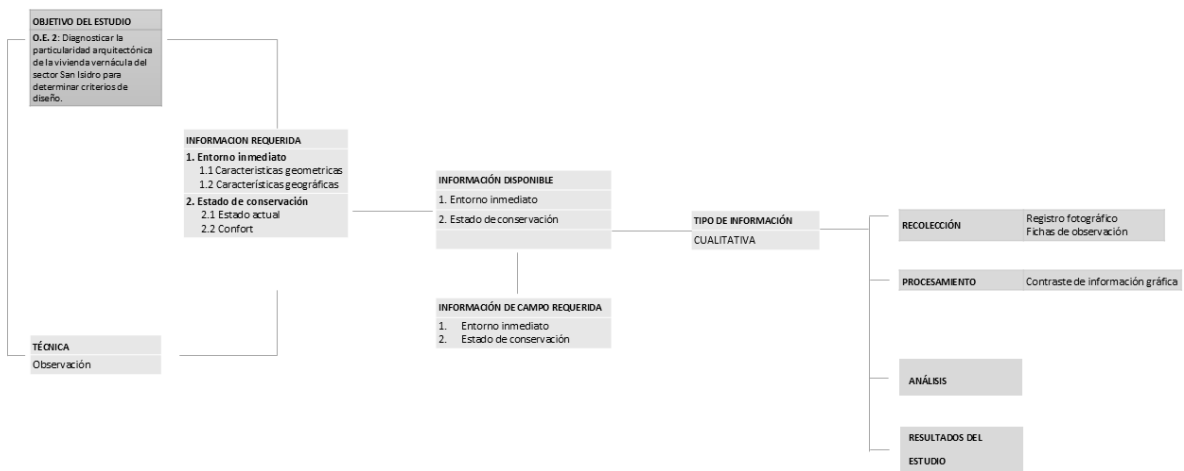 OBJETIVO DEL ESTUDIO
O.E. 2: Diagnosticar la
particularidad arquitectónica
de la vivienda vernácula del
sector San Isidro para
determinar criterios de
diseño.
TÉCNICA
Observación
INFORMACION REQUERIDA
1. Entorno inmediato
1.1 Caracteristicas geometricas
1.2 Características geográficas
2. Estado de conservación
2.1 Estado actual
2.2 Confort
INFORMACIÓN DISPONIBLE
1. Entorno inmediato
2. Estado de conservación
INFORMACIÓN DE CAMPO REQUERIDA
1. Entorno inmediato
2. Estado de conservación
TIPO DE INFORMACIÓN
CUALITATIVA
RECOLECCIÓN
Registro fotográfico
Fichas de observación
PROCESAMIENTO
Contraste de información gráfica
ANÁLISIS
RESULTADOS DEL
ESTUDIO